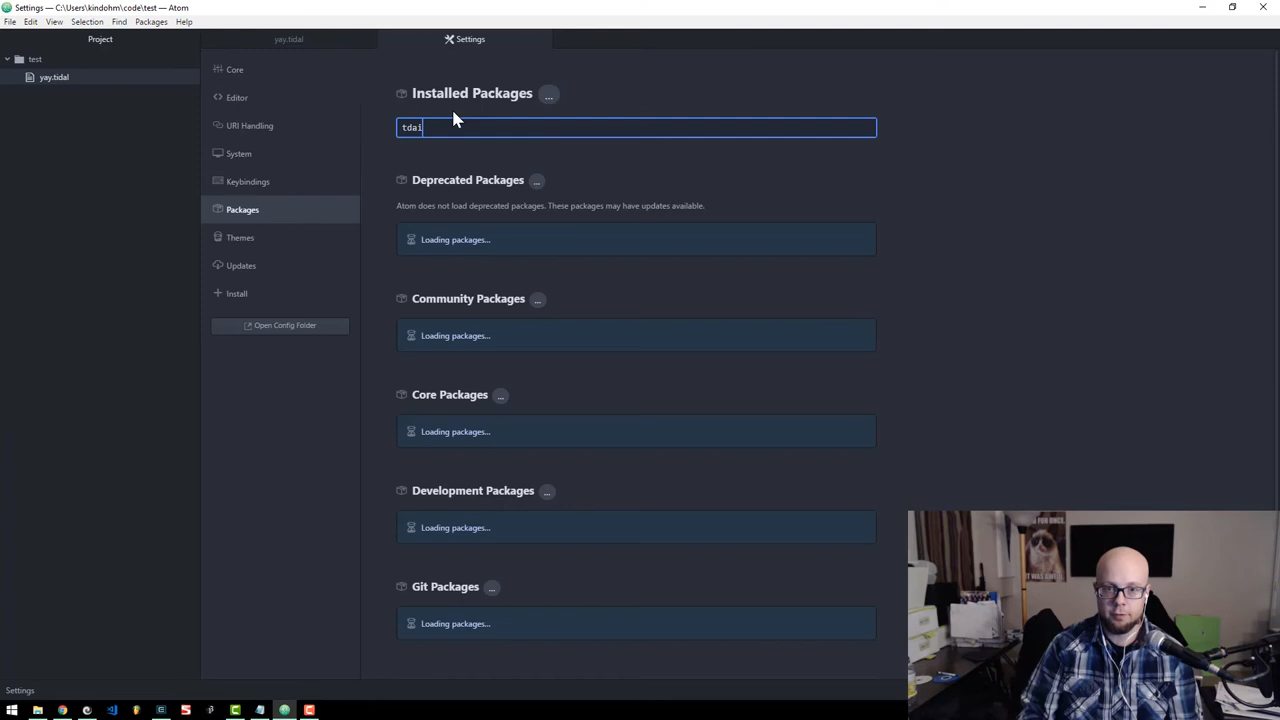 Settings — C:\Users\kindohm\code\test — Atom
File Edit View Selection Find Packages Help
Project
yay.tidal
Settings
test
yay.tidal
Core
Editor
URI Handling
System
Keybindings
Packages
Themes
Updates
Install
Open Config Folder
Installed Packages ...
tdai
Deprecated Packages ...
Atom does not load deprecated packages. These packages may have updates available.
Loading packages...
Community Packages ...
Loading packages...
Core Packages ...
Loading packages...
Development Packages ...
Loading packages...
Git Packages ...
Loading packages...
Settings